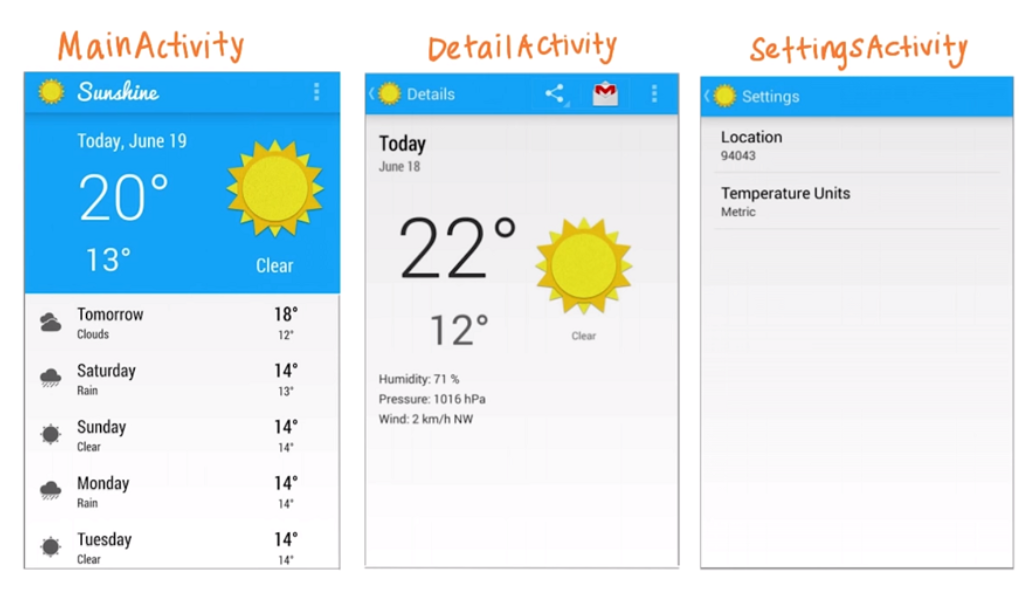 MainActivity
Sunshine
Today, June 19
20°
13°
Clear
Tomorrow 18°
Clouds 12°
Saturday 14°
Rain 13°
Sunday 14°
Clear 14°
Monday 14°
Rain 14°
Tuesday 14°
Clear 14°
DetailActivity
Details
Today
June 18
22°
12°
Clear
Humidity: 71 %
Pressure: 1016 hPa
Wind: 2 km/h NW
SettingsActivity
Settings
Location
94043
Temperature Units
Metric